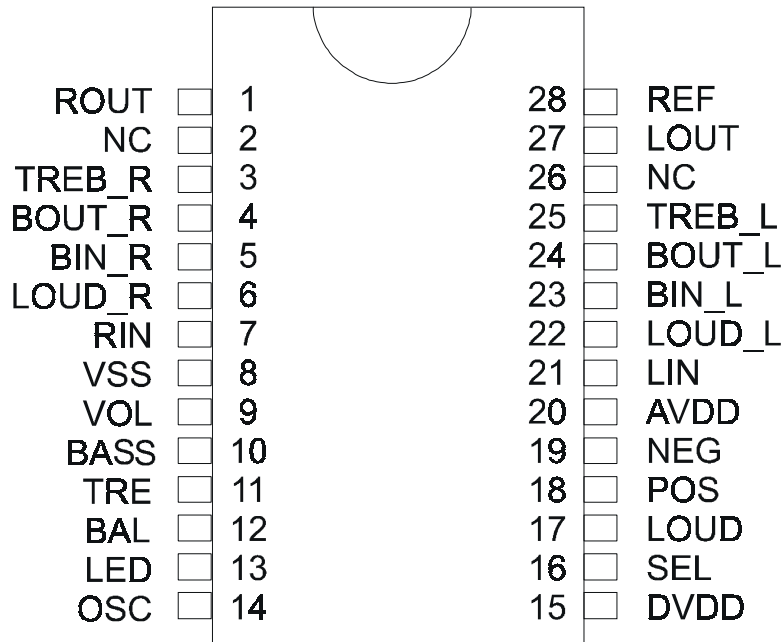 ROUT 1 28 REF
NC 2 27 LOUT
TREB_R 3 26 NC
BOUT_R 4 25 TREB_L
BIN_R 5 24 BOUT_L
LOUD_R 6 23 BIN_L
RIN 7 22 LOUD_L
VSS 8 21 LIN
VOL 9 20 AVDD
BASS 10 19 NEG
TRE 11 18 POS
BAL 12 17 LOUD
LED 13 16 SEL
OSC 14 15 DVDD